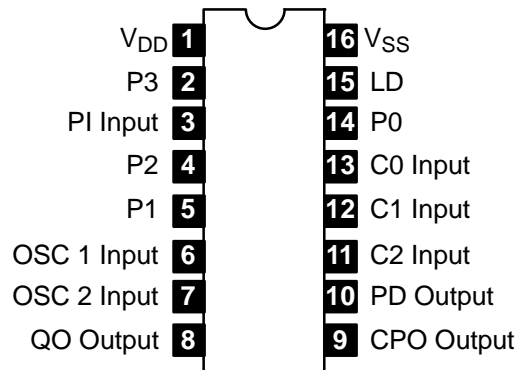 VDD 1 16 VSS
P3 2 15 LD
PI Input 3 14 P0
P2 4 13 C0 Input
P1 5 12 C1 Input
OSC 1 Input 6 11 C2 Input
OSC 2 Input 7 10 PD Output
QO Output 8 9 CPO Output